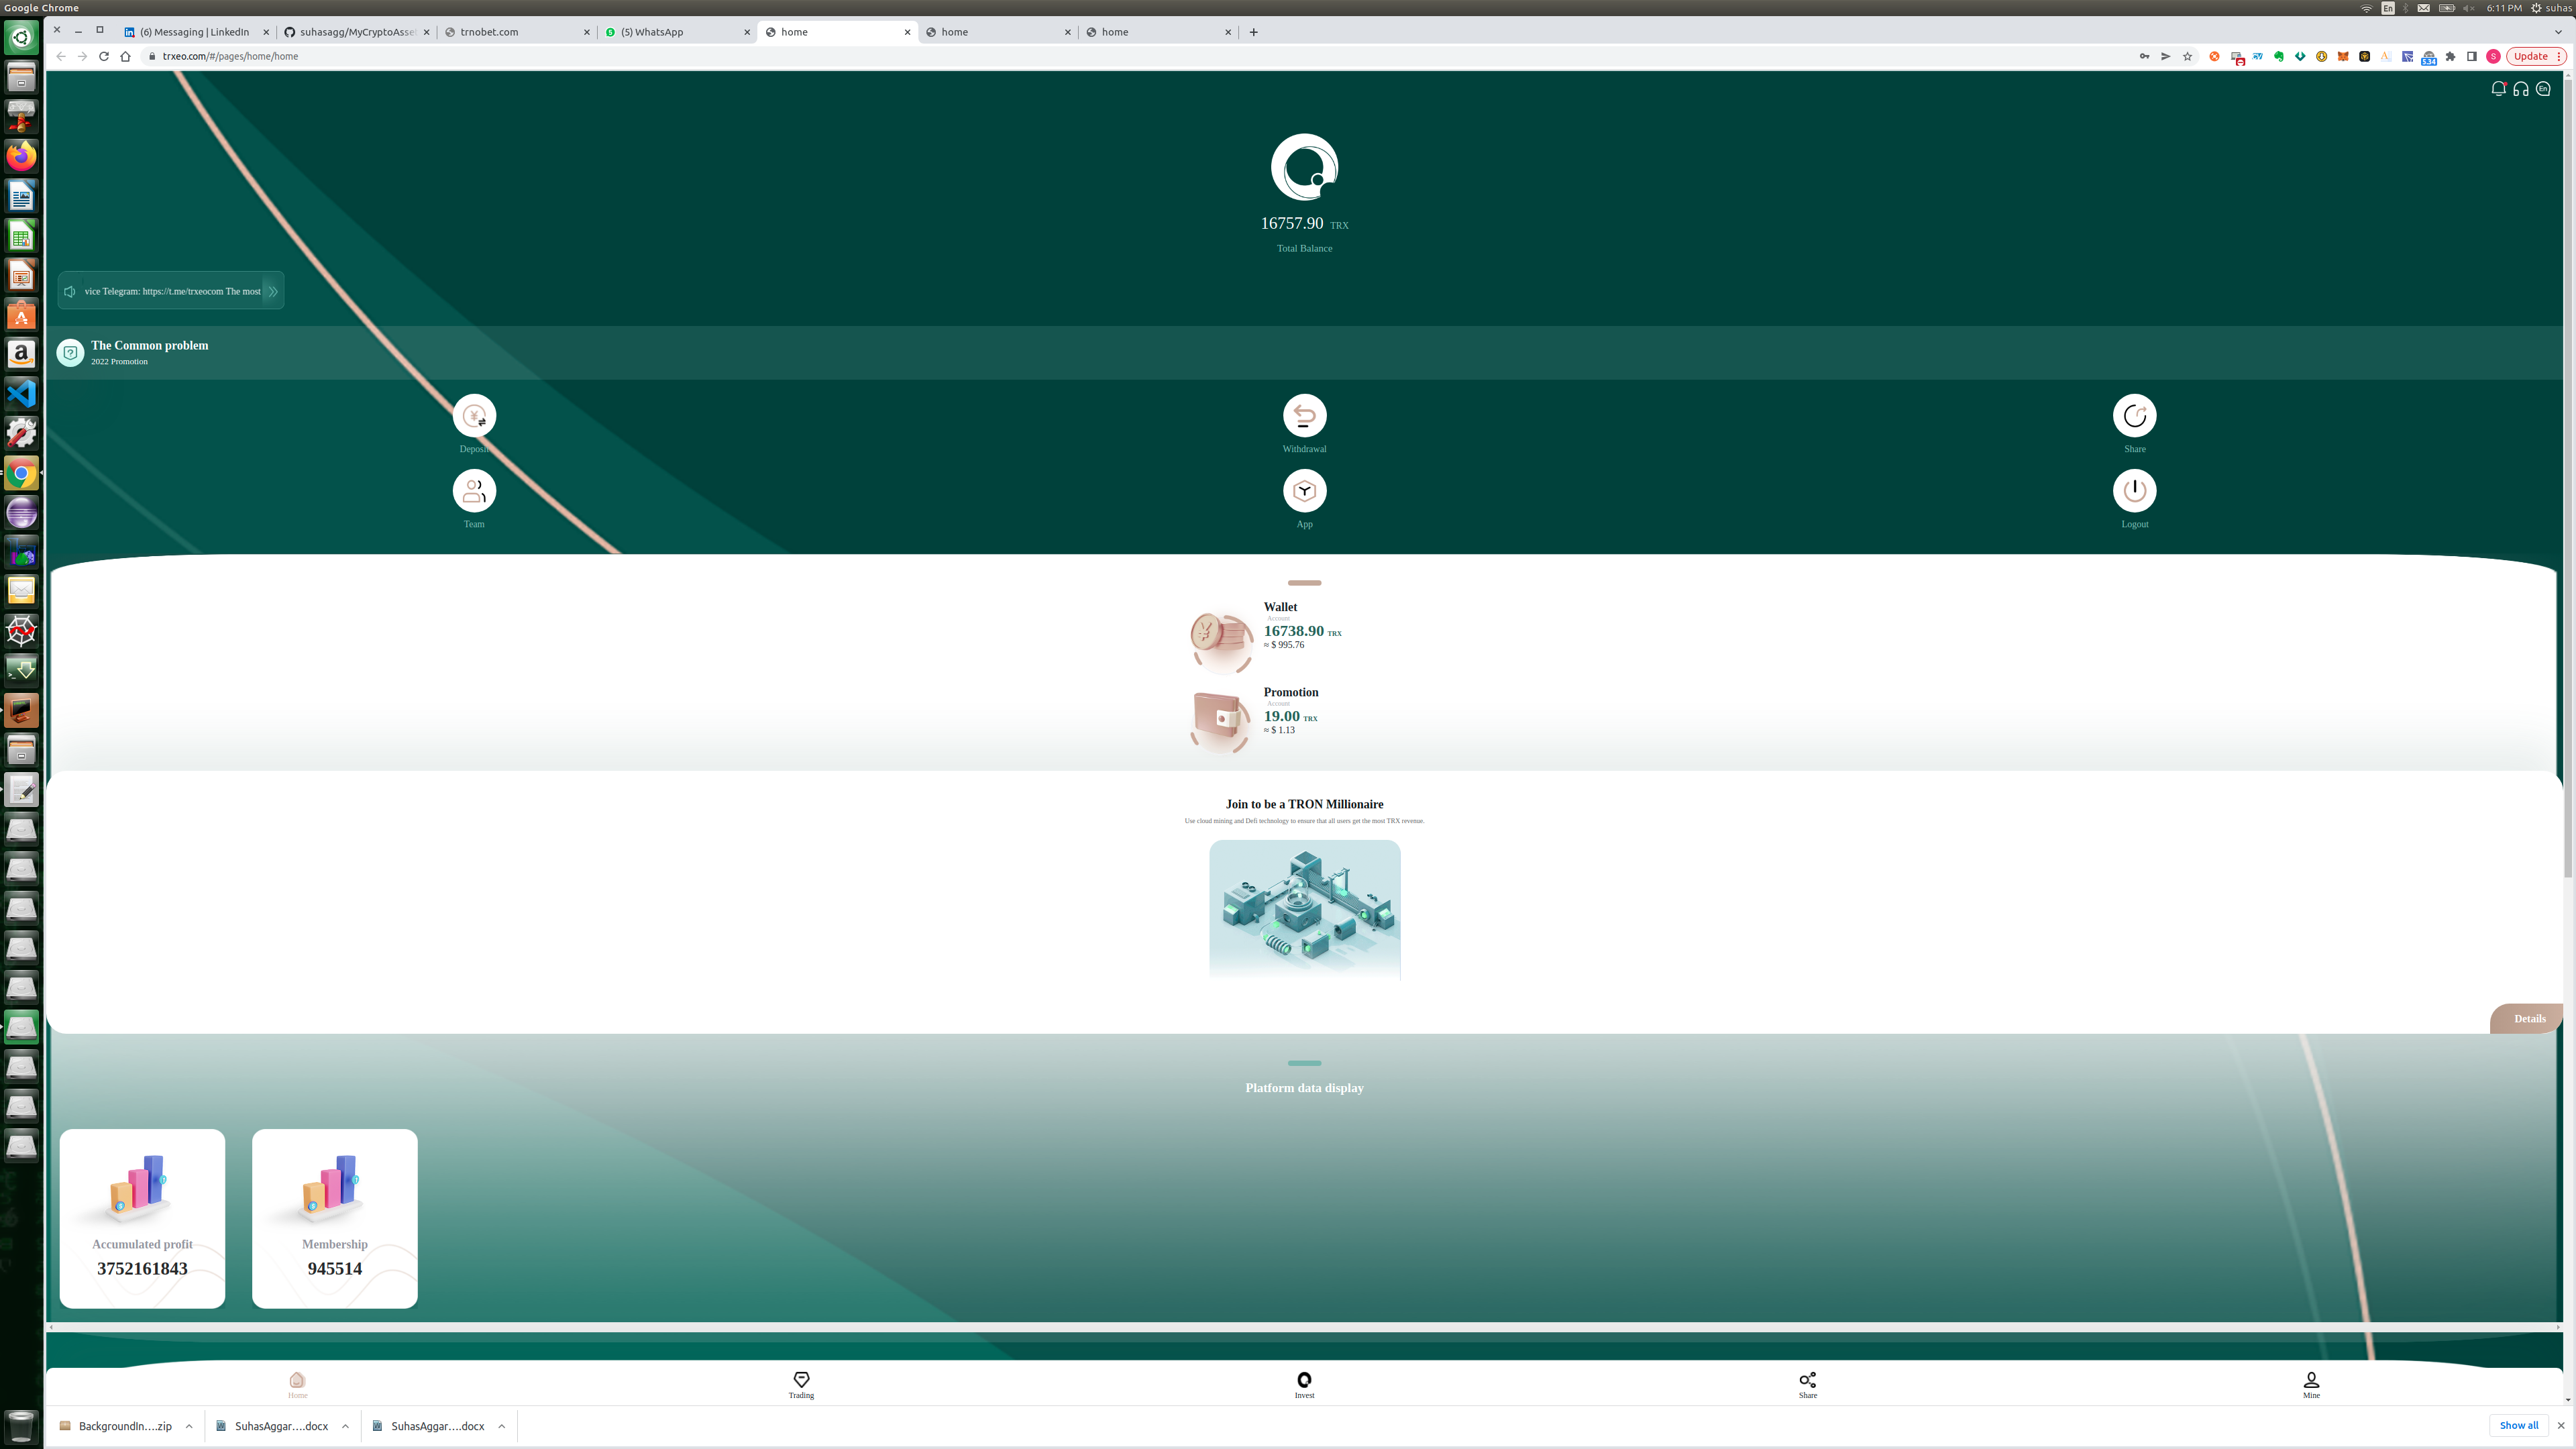 Google Chrome
En
6:11 PM
suhas
(6) Messaging | LinkedIn
suhasagg/MyCryptoAsset
trnobet.com
(5) WhatsApp
home
home
home
trxeo.com/#/pages/home/home
5.34
S
Update
En
16757.90 TRX
Total Balance
vice Telegram: https://t.me/trxeocom The most
The Common problem
2022 Promotion
Deposit
Withdrawal
Share
Team
App
Logout
Wallet
Account
16738.90 TRX
≈ $ 995.76
Promotion
Account
19.00 TRX
≈ $ 1.13
Join to be a TRON Millionaire
Use cloud mining and Defi technology to ensure that all users get the most TRX revenue.
Details
Platform data display
Accumulated profit
3752161843
Membership
945514
Home
Trading
Invest
Share
Mine
BackgroundIn....zip
SuhasAggar....docx
SuhasAggar....docx
Show all